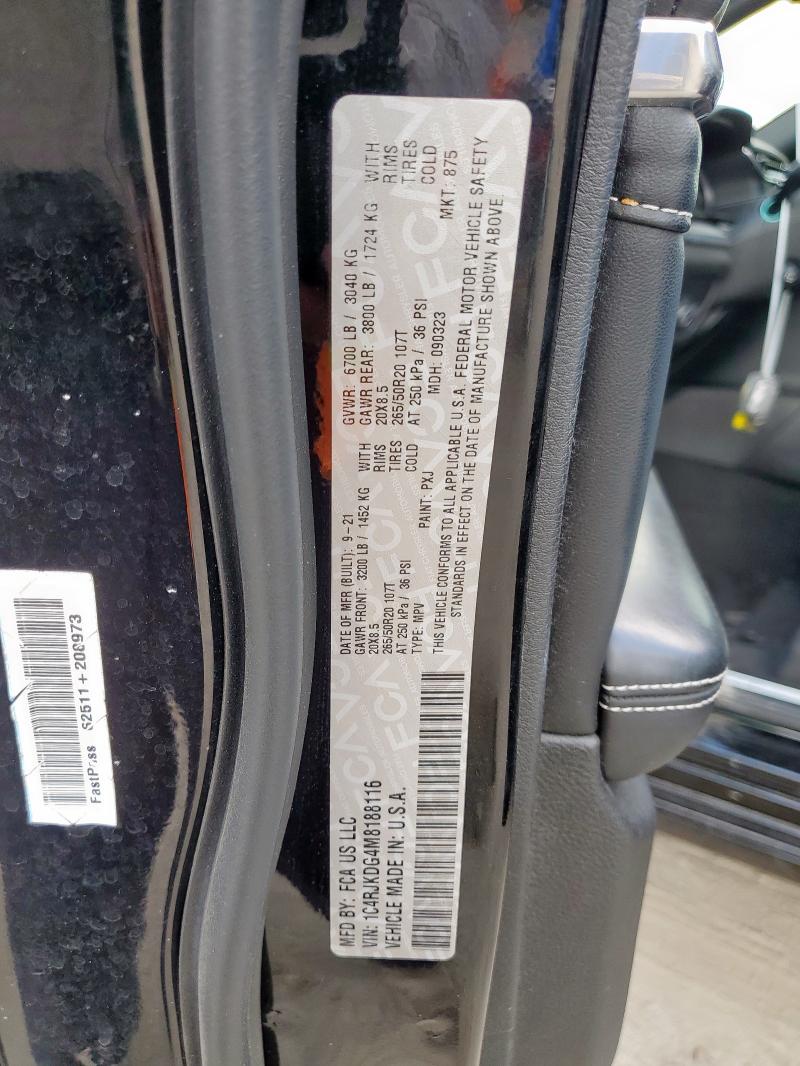 MFD BY: FCA US LLC
DATE OF MFR (BUILT): 9-21
GVWR: 6700 LB / 3040 KG
VIN: 1C4RJKDG4M8188116
GAWR FRONT: 3200 LB / 1452 KG WITH
GAWR REAR: 3800 LB / 1724 KG WITH
VEHICLE MADE IN: U.S.A.
20X8.5 RIMS
20X8.5 RIMS
265/50R20 107T TIRES
265/50R20 107T TIRES
AT 250 kPa / 36 PSI COLD
AT 250 kPa / 36 PSI COLD
TYPE: MPV
PAINT: PXJ
MDH: 090323
MKT: 875
THIS VEHICLE CONFORMS TO ALL APPLICABLE U.S.A. FEDERAL MOTOR VEHICLE SAFETY
STANDARDS IN EFFECT ON THE DATE OF MANUFACTURE SHOWN ABOVE.
FastPass S2511+208973